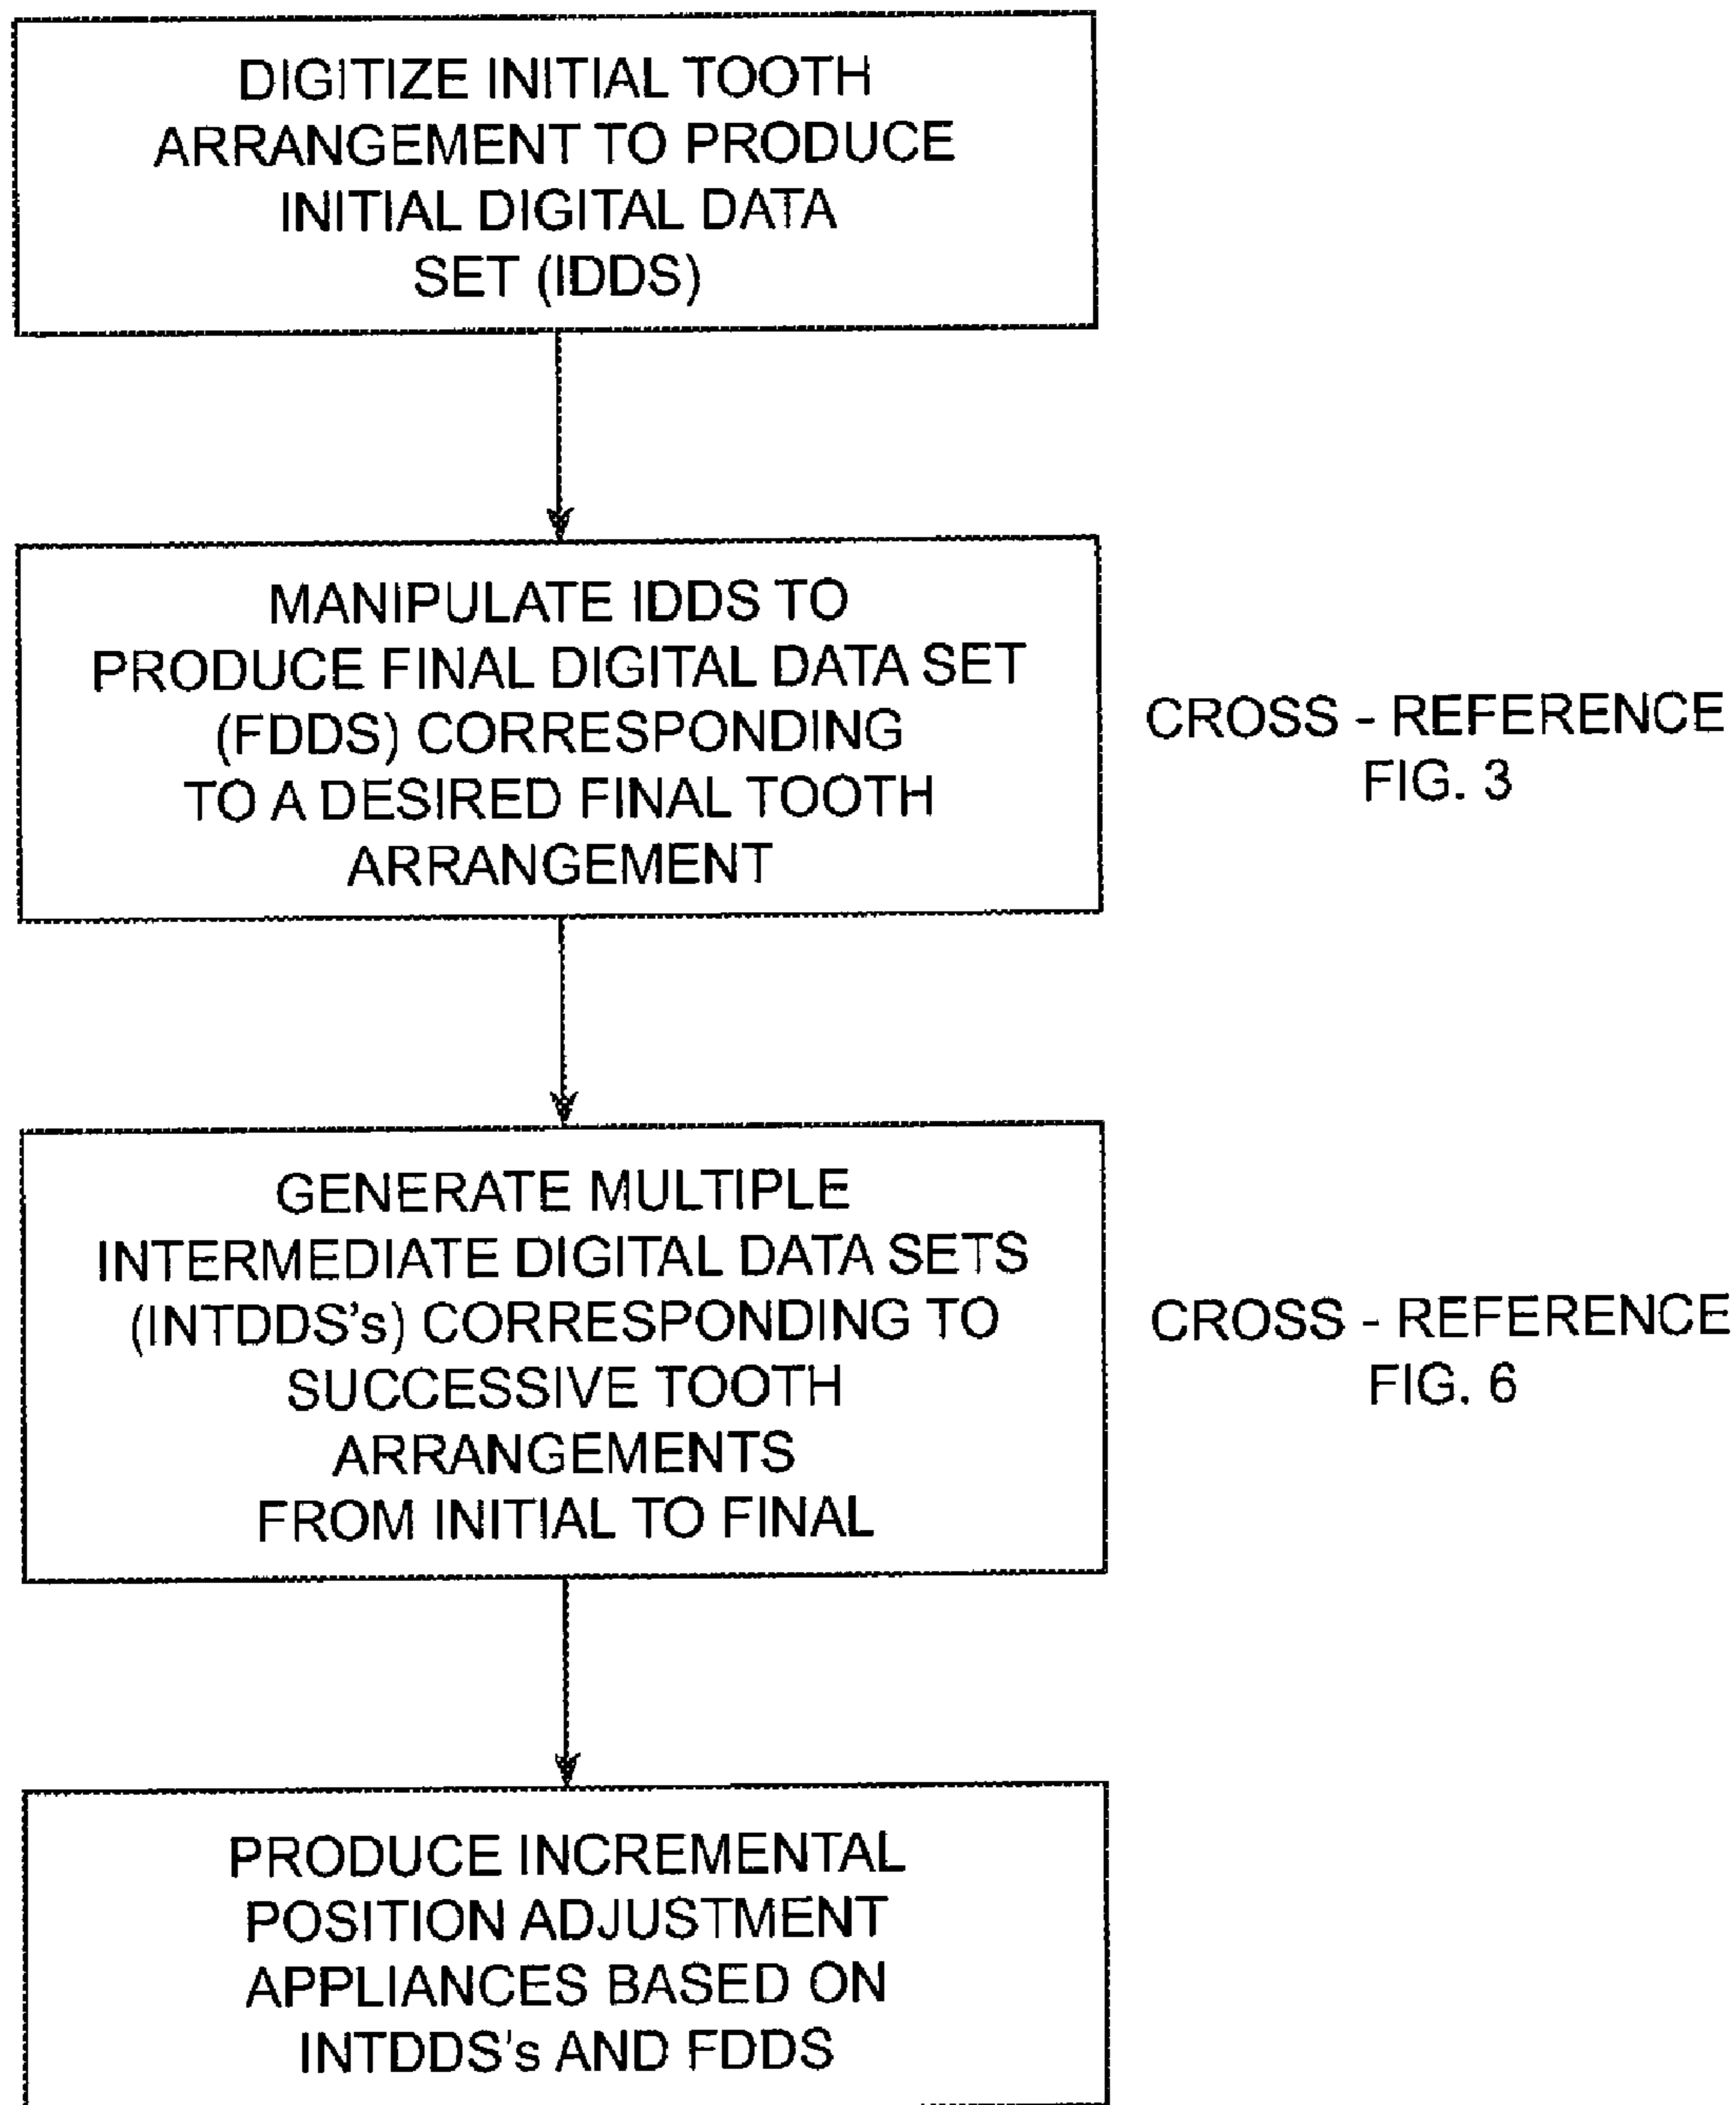 DIGITIZE INITIAL TOOTH
ARRANGEMENT TO PRODUCE
INITIAL DIGITAL DATA
SET (IDDS)
MANIPULATE IDDS TO
PRODUCE FINAL DIGITAL DATA SET
(FDDS) CORRESPONDING
TO A DESIRED FINAL TOOTH
ARRANGEMENT
CROSS - REFERENCE
FIG. 3
GENERATE MULTIPLE
INTERMEDIATE DIGITAL DATA SETS
(INTDDS's) CORRESPONDING TO
SUCCESSIVE TOOTH
ARRANGEMENTS
FROM INITIAL TO FINAL
CROSS - REFERENCE
FIG. 6
PRODUCE INCREMENTAL
POSITION ADJUSTMENT
APPLIANCES BASED ON
INTDDS's AND FDDS